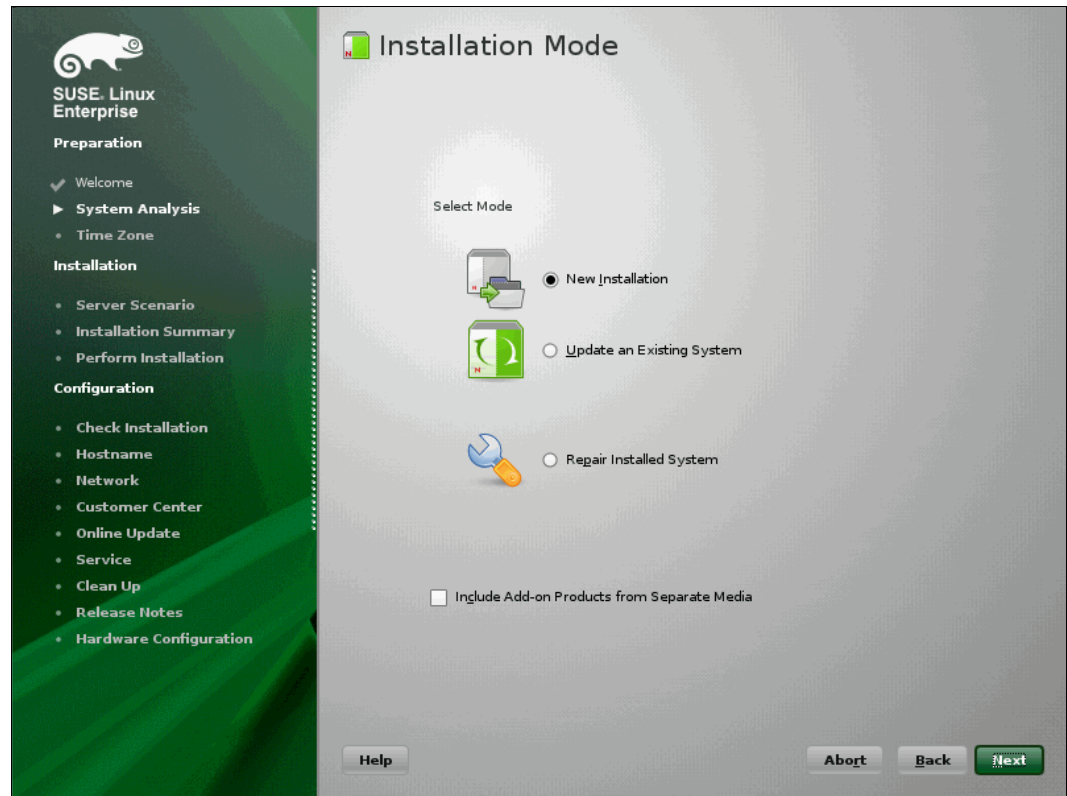 SUSE. Linux
Enterprise
Preparation
Welcome
System Analysis
Time Zone
Installation
Server Scenario
Installation Summary
Perform Installation
Configuration
Check Installation
Hostname
Network
Customer Center
Online Update
Service
Clean Up
Release Notes
Hardware Configuration
Installation Mode
Select Mode
New Installation
Update an Existing System
Repair Installed System
Include Add-on Products from Separate Media
Help
Abort
Back
Next